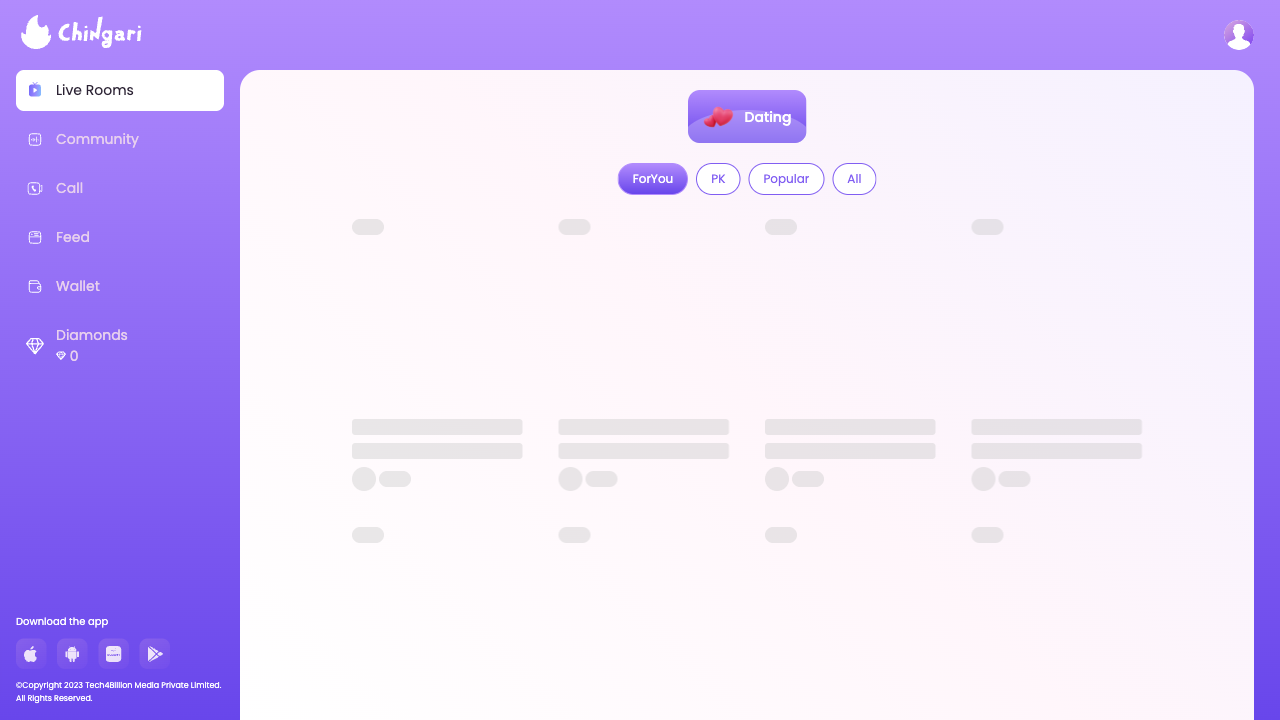 Chingari
Live Rooms
Community
Call
Feed
Wallet
Diamonds
0
Dating
ForYou
PK
Popular
All
Download the app
©Copyright 2023 Tech4Billion Media Private Limited.
All Rights Reserved.